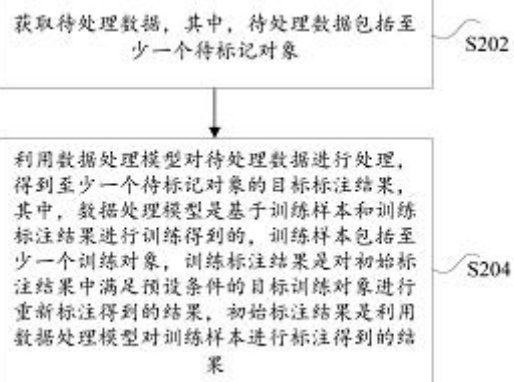 获取待处理数据，其中，待处理数据包括至
少一个待标记对象
S202
利用数据处理模型对待处理数据进行处理，
得到至少一个待标记对象的目标标注结果，
其中，数据处理模型是基于训练样本和训练
标注结果进行训练得到的，训练样本包括至
少一个训练对象，训练标注结果是对初始标
注结果中满足预设条件的目标训练对象进行
重新标注得到的结果，初始标注结果是利用
数据处理模型对训练样本进行标注得到的结
果
S204